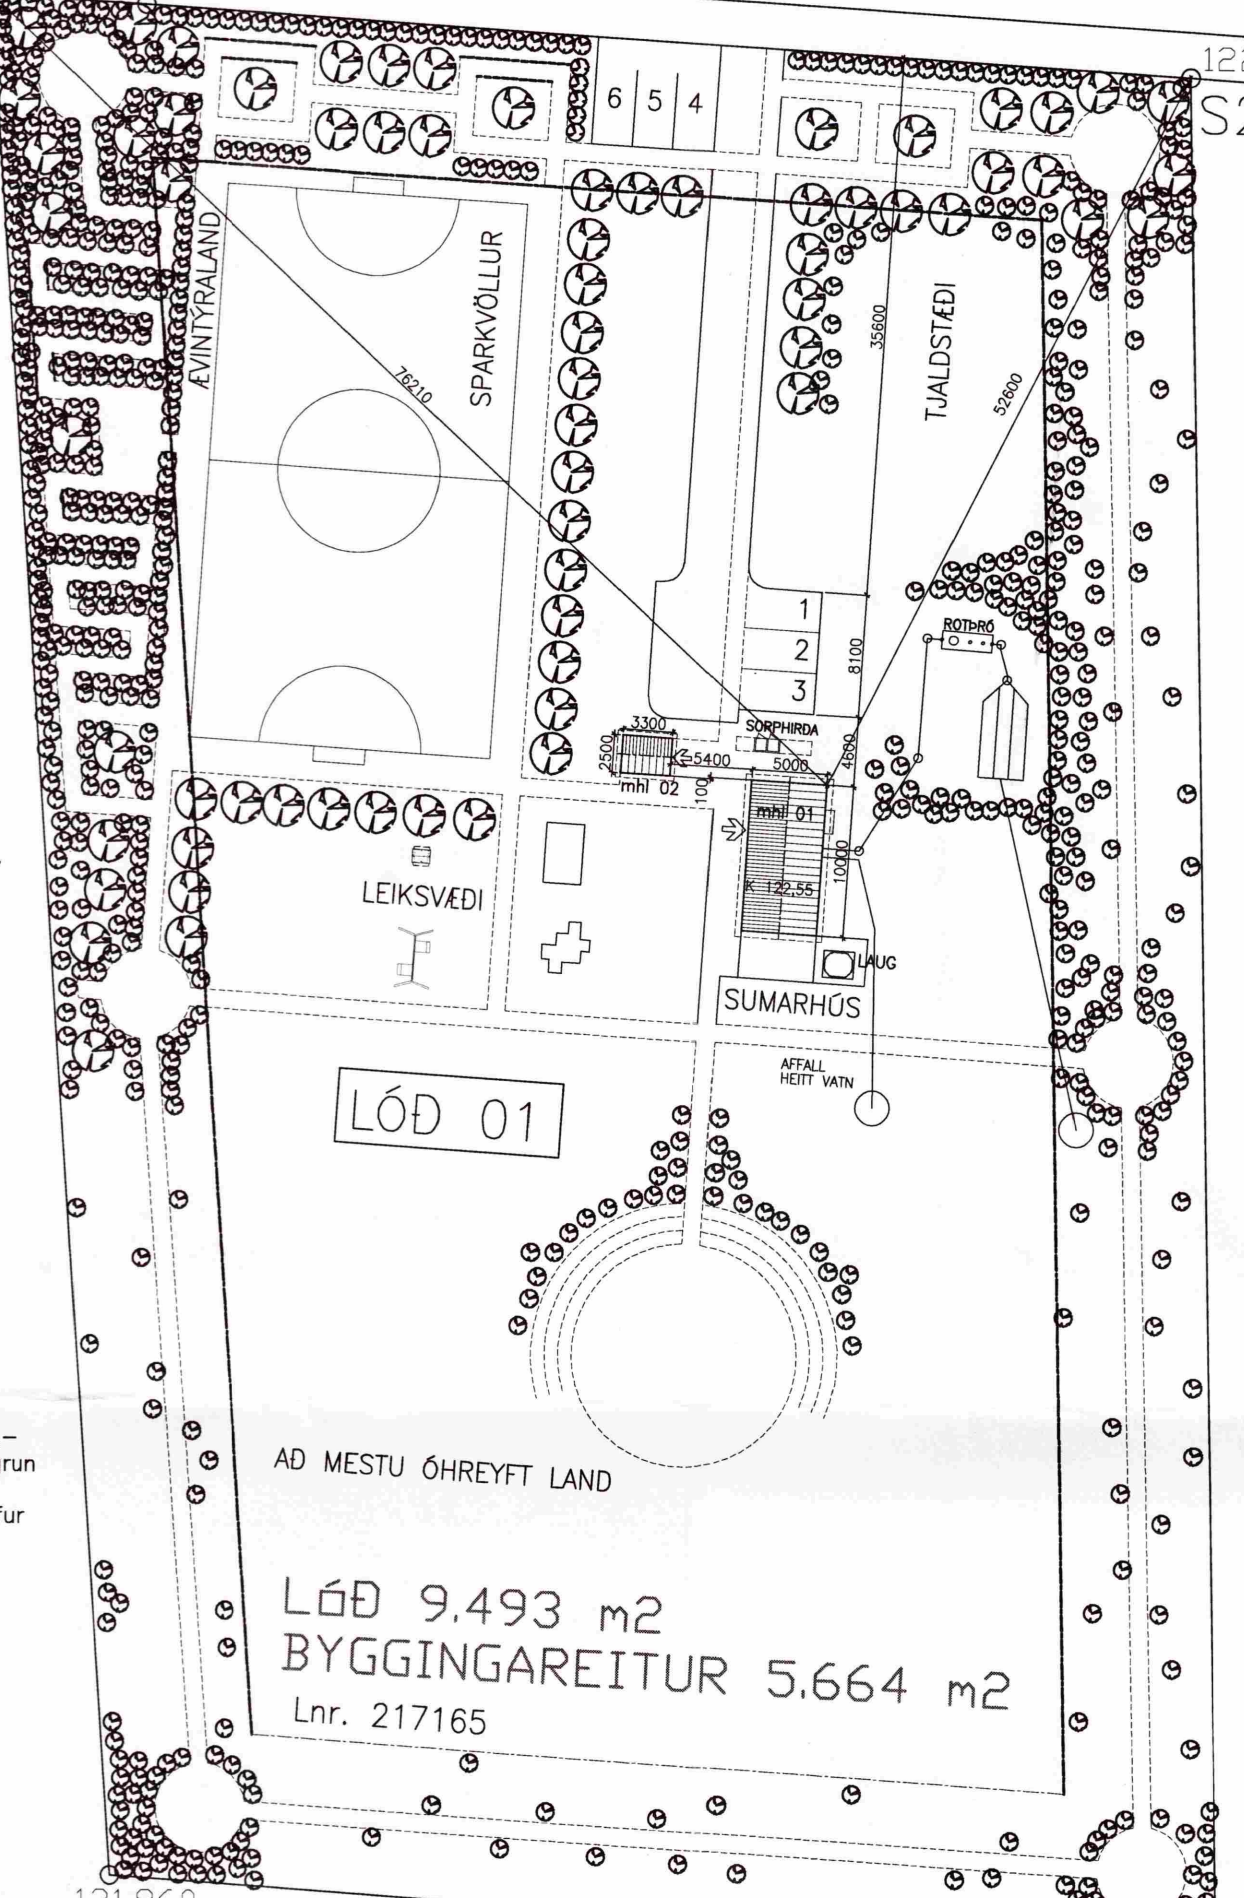 122
S2
6 5 4
ÆVINTÝRALAND
SPARKVÖLLUR
76210
35600
TJALDSTÆÐI
52600
1
2
3
8100
ROTÞRÓ
3300
2500
SORPHIRÐA
5400
5000
4600
mhl 02
100
mhl 01
10000
K 122,55
LEIKSVÆÐI
LAUG
SUMARHÚS
AFFALL
HEITT VATN
LÓÐ 01
AÐ MESTU ÓHREYFT LAND
LÓÐ 9.493 m2
BYGGINGAREITUR 5.664 m2
Lnr. 217165